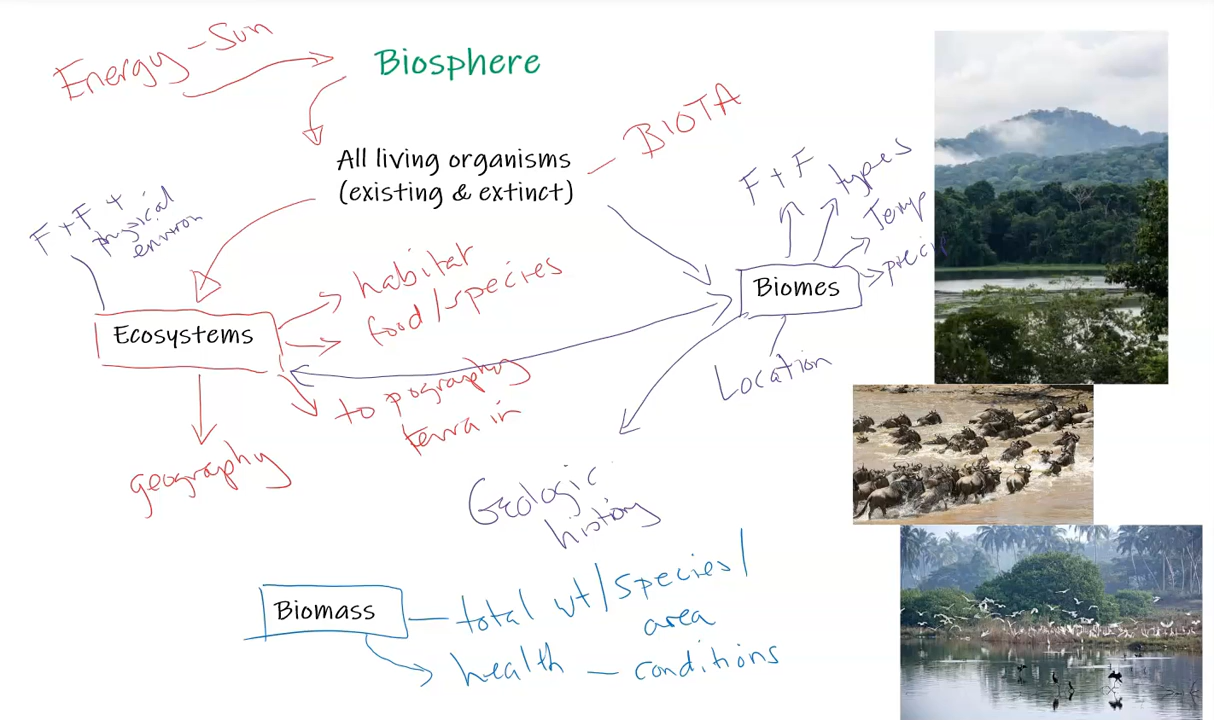 Energy - Sun
Biosphere
BIOTA
All living organisms
(existing & extinct)
F + F
types
Temp
precip
F + F +
physical
environ
habitat
food/species
Biomes
Ecosystems
Location
topography
terrain
geography
Geologic
history
Biomass
total wt/species/
area
health - conditions